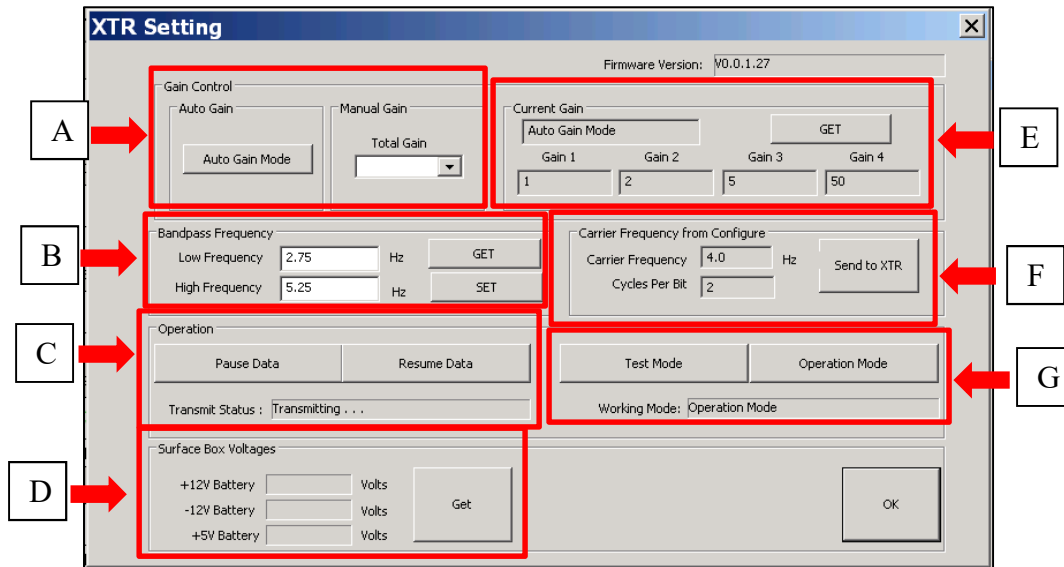 XTR Setting
Firmware Version: V0.0.1.27
Gain Control
Auto Gain
Auto Gain Mode
Manual Gain
Total Gain
A
Current Gain
Auto Gain Mode
GET
Gain 1 Gain 2 Gain 3 Gain 4
1 2 5 50
E
Bandpass Frequency
Low Frequency 2.75 Hz GET
High Frequency 5.25 Hz SET
B
Carrier Frequency from Configure
Carrier Frequency 4.0 Hz
Cycles Per Bit 2
Send to XTR
F
Operation
Pause Data Resume Data
Transmit Status : Transmitting . . .
C
Test Mode Operation Mode
Working Mode: Operation Mode
G
Surface Box Voltages
+12V Battery Volts
-12V Battery Volts
+5V Battery Volts
Get
D
OK